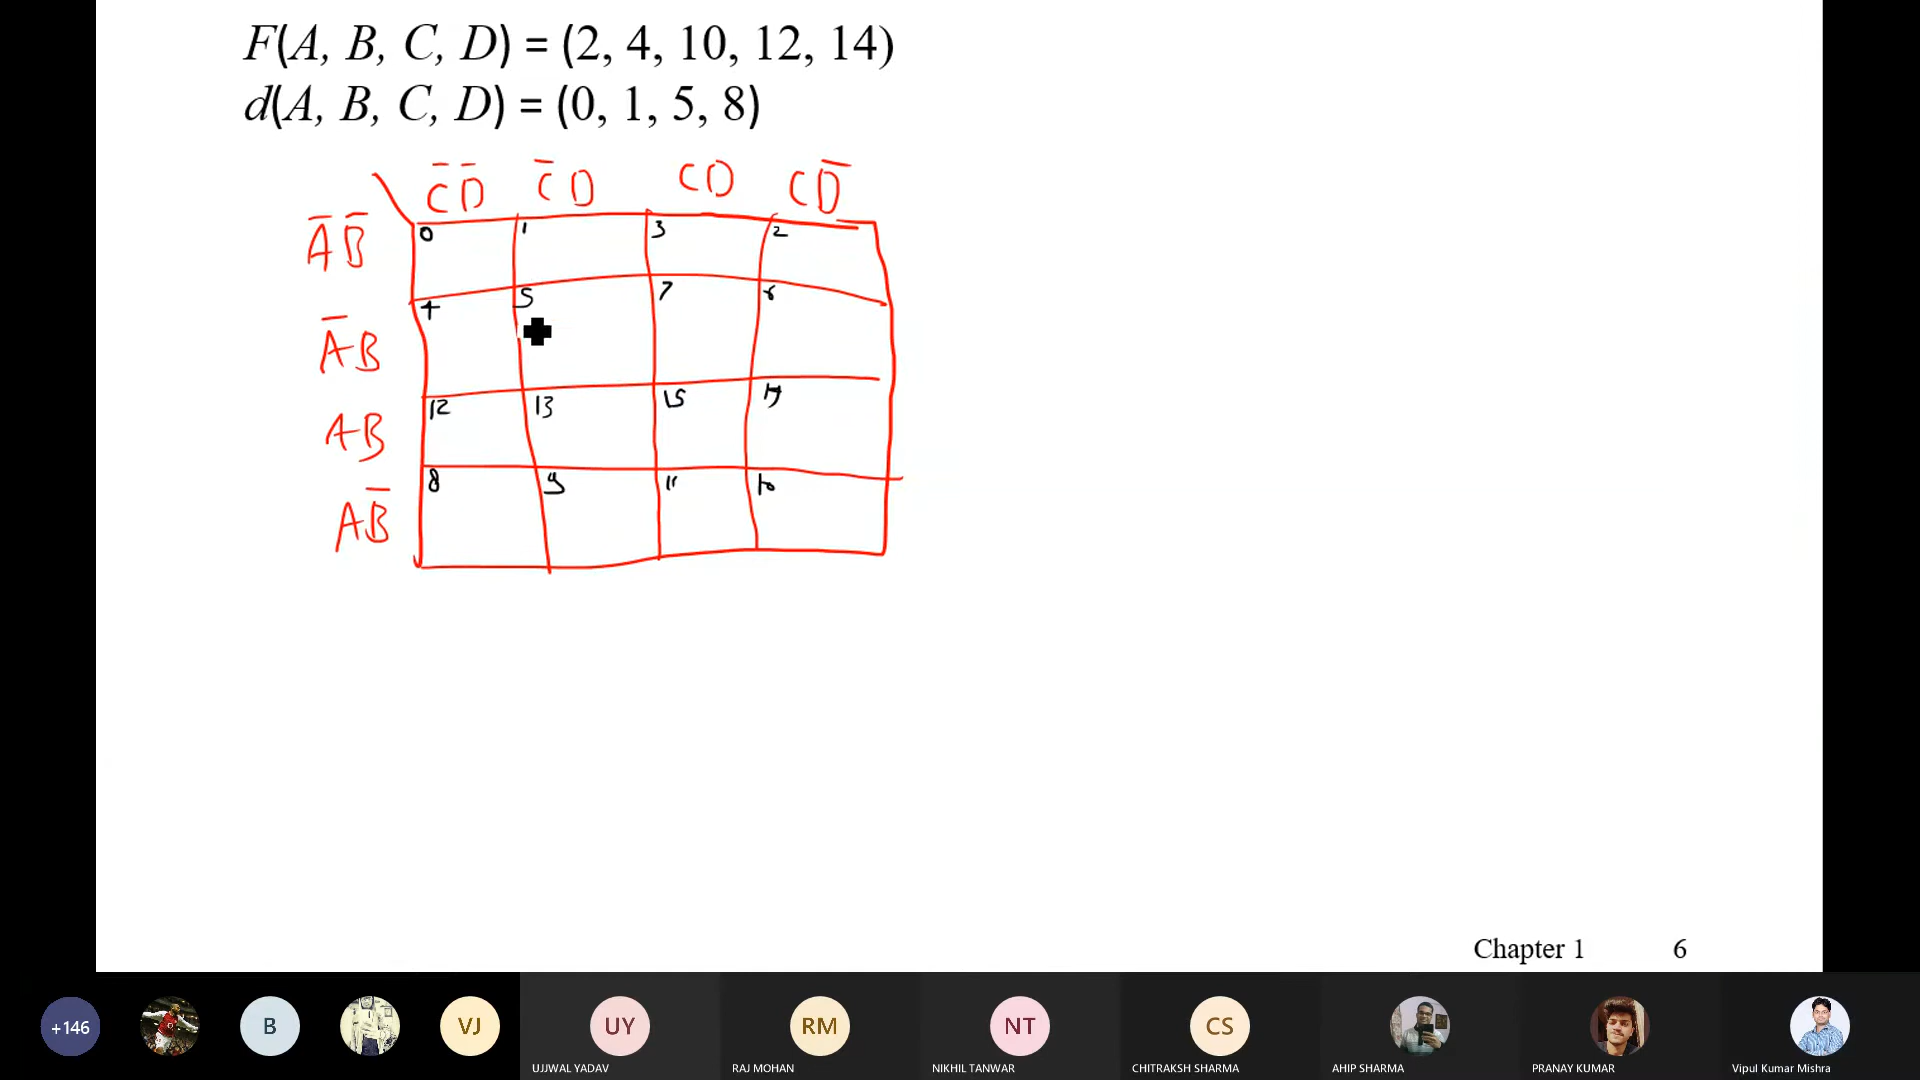 F(A, B, C, D) = (2, 4, 10, 12, 14)
d(A, B, C, D) = (0, 1, 5, 8)
C̅ D̅ C̅ D CD CD̅
A̅ B̅ 0 1 3 2
A̅ B 4 5 7 6
AB 12 13 15 14
AB̅ 8 9 11 10
Chapter 1 6
+146 B VJ UY RM NT CS
UJJWAL YADAV RAJ MOHAN NIKHIL TANWAR CHITRAKSH SHARMA AHIP SHARMA PRANAY KUMAR Vipul Kumar Mishra